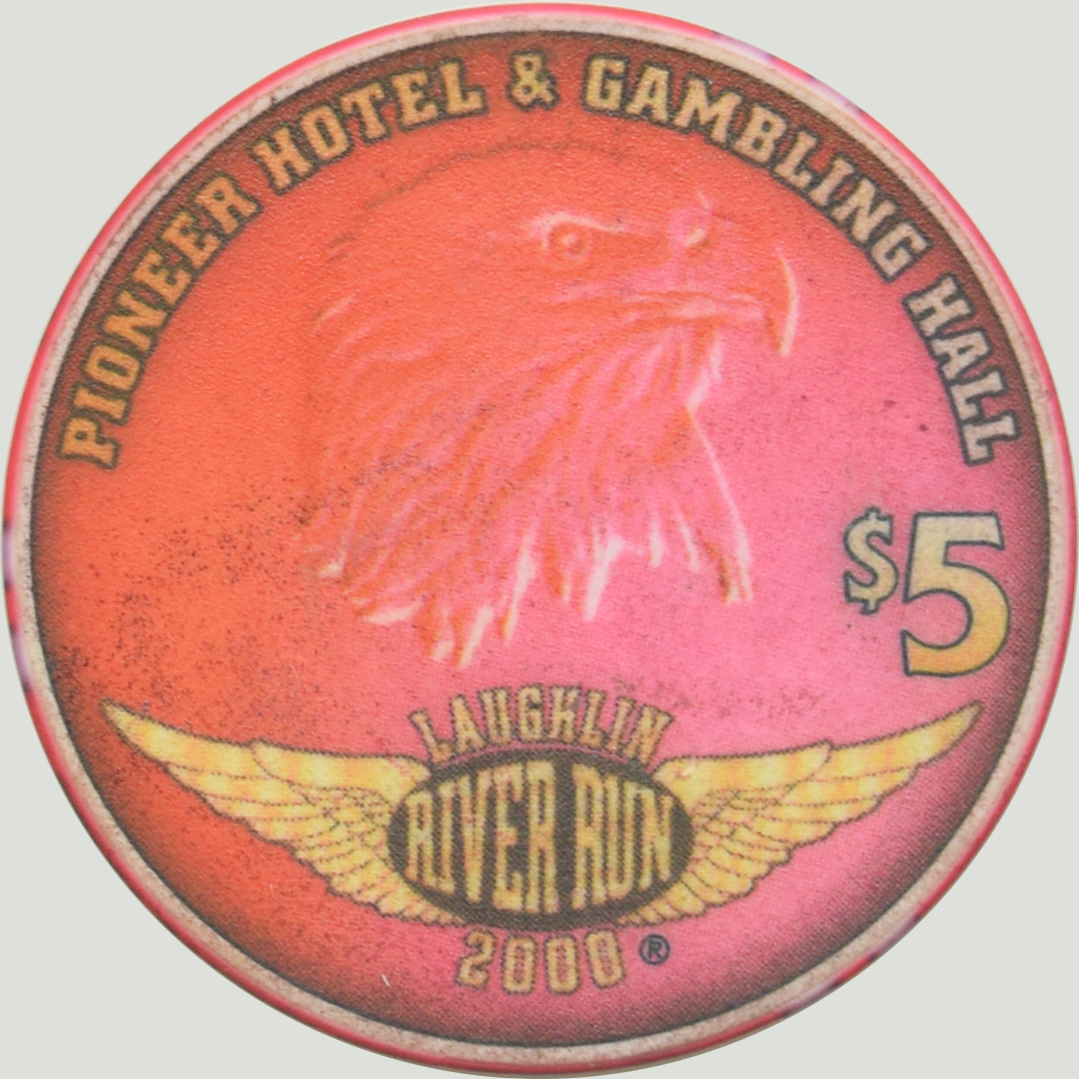 PIONEER HOTEL & GAMBLING HALL
$5
LAUGHLIN
RIVER RUN
2000 ®